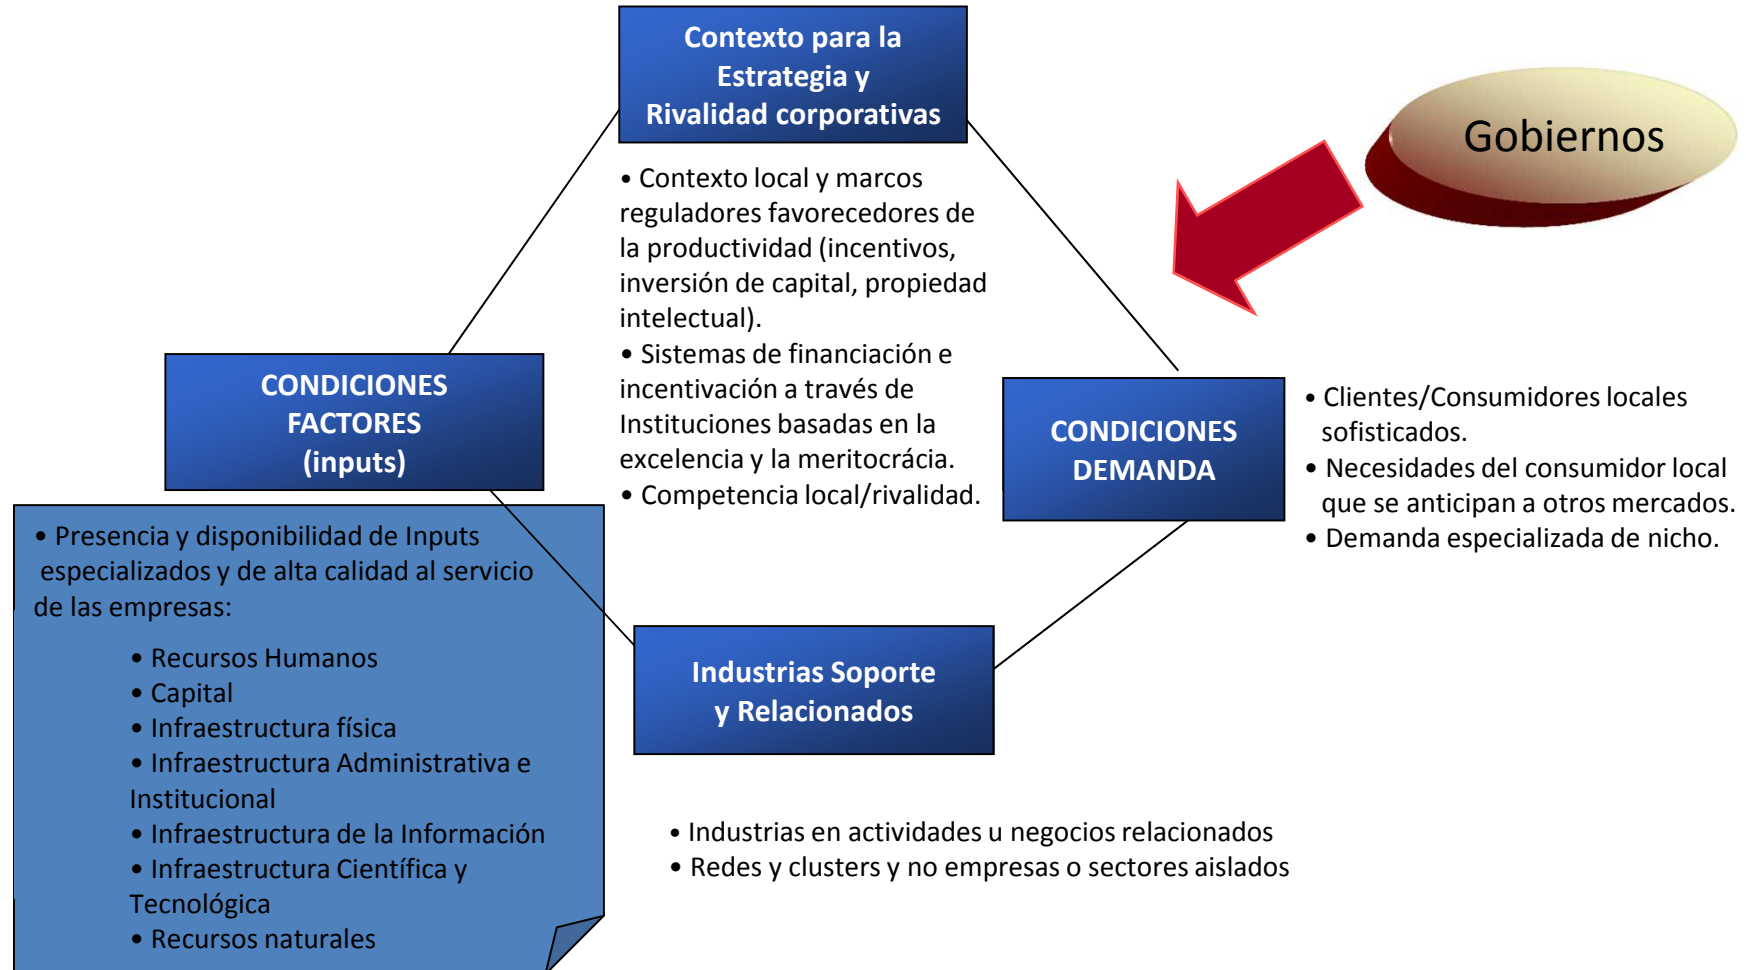 Contexto para la
Estrategia y
Rivalidad corporativas
Gobiernos
• Contexto local y marcos
reguladores favorecedores de
la productividad (incentivos,
inversión de capital, propiedad
intelectual).
• Sistemas de financiación e
incentivación a través de
Instituciones basadas en la
excelencia y la meritocrácia.
• Competencia local/rivalidad.
CONDICIONES
FACTORES
(inputs)
CONDICIONES
DEMANDA
• Clientes/Consumidores locales
sofisticados.
• Necesidades del consumidor local
que se anticipan a otros mercados.
• Demanda especializada de nicho.
• Presencia y disponibilidad de Inputs
especializados y de alta calidad al servicio
de las empresas:
• Recursos Humanos
• Capital
• Infraestructura física
• Infraestructura Administrativa e
Institucional
• Infraestructura de la Información
• Infraestructura Científica y
Tecnológica
• Recursos naturales
Industrias Soporte
y Relacionados
• Industrias en actividades u negocios relacionados
• Redes y clusters y no empresas o sectores aislados